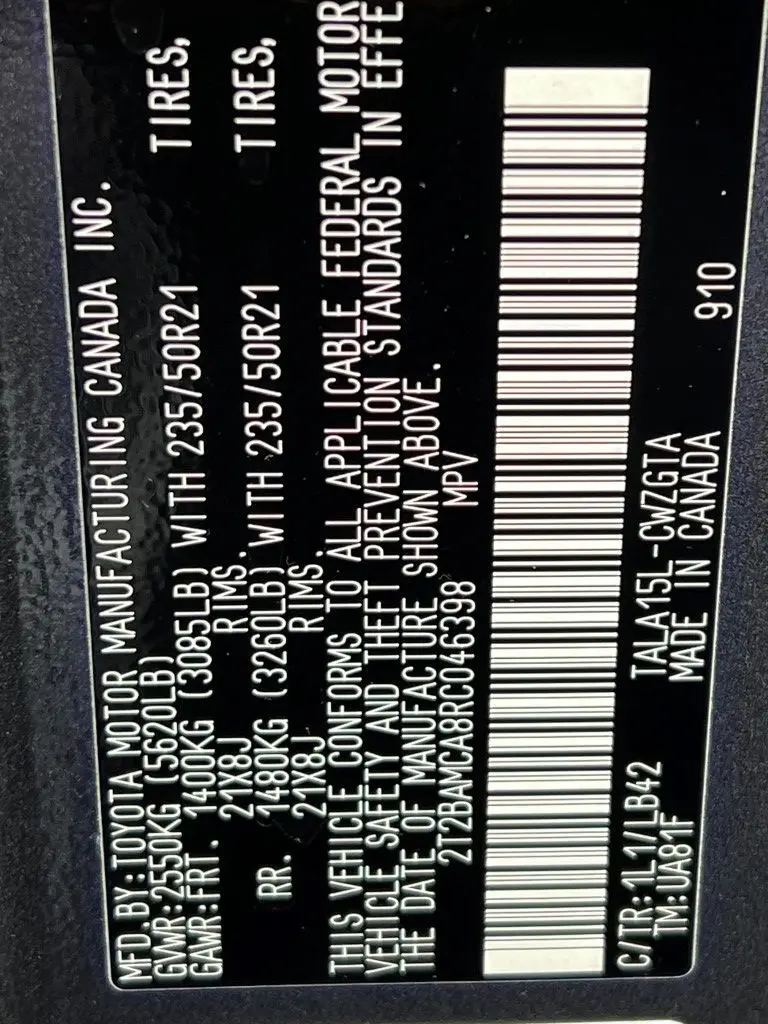 MFD.BY:TOYOTA MOTOR MANUFACTURING CANADA INC.
GVWR:2550KG (5620LB)
GAWR:FRT. 1400KG (3085LB) WITH 235/50R21 TIRES,
21X8J RIMS.
RR. 1480KG (3260LB) WITH 235/50R21 TIRES,
21X8J RIMS.
THIS VEHICLE CONFORMS TO ALL APPLICABLE FEDERAL MOTOR
VEHICLE SAFETY AND THEFT PREVENTION STANDARDS IN EFFE
THE DATE OF MANUFACTURE SHOWN ABOVE.
2T2BAMCA8RC046398 MPV
C/TR:1L1/LB42 TALA15L-CWZGTA 910
TM:UA81F MADE IN CANADA